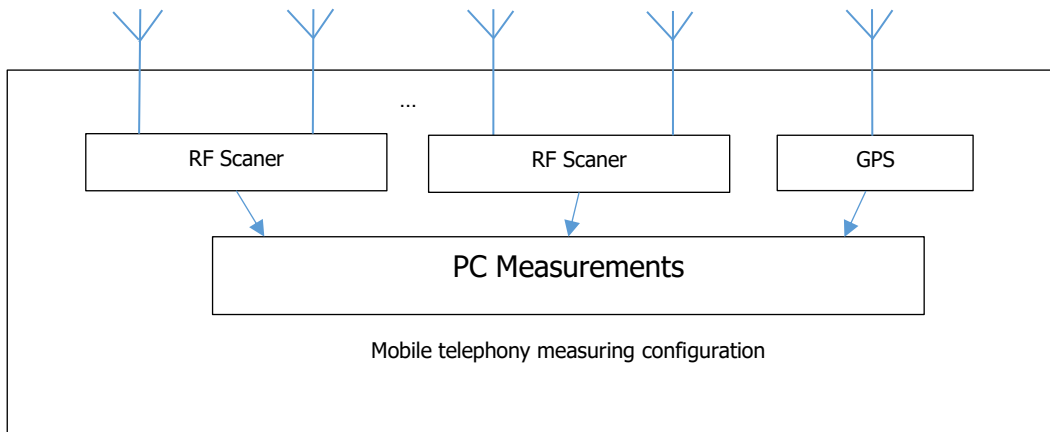 ...
RF Scaner
RF Scaner
GPS
PC Measurements
Mobile telephony measuring configuration